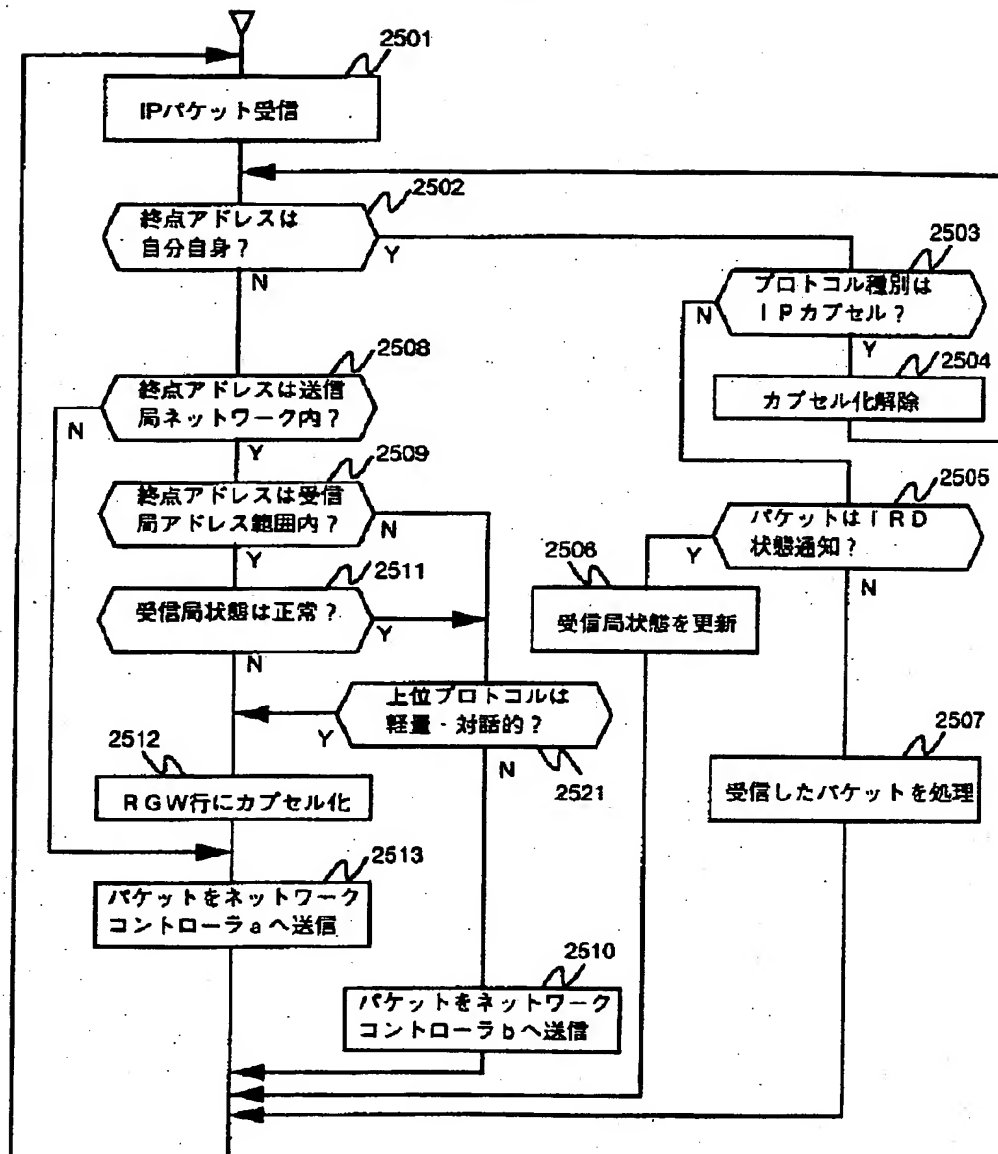 2501
IPパケット受信
2502
終点アドレスは
自分自身？
Y
N
2503
プロトコル種別は
IPカプセル？
N
Y
2504
カプセル化解除
2508
終点アドレスは送信
局ネットワーク内？
N
Y
2509
終点アドレスは受信
局アドレス範囲内？
N
Y
2505
パケットはIRD
状態通知？
Y
N
2511
受信局状態は正常？
Y
N
2506
受信局状態を更新
上位プロトコルは
軽量・対話的？
Y
N
2521
2512
RGW行にカプセル化
2507
受信したパケットを処理
2513
パケットをネットワーク
コントローラaへ送信
2510
パケットをネットワーク
コントローラbへ送信